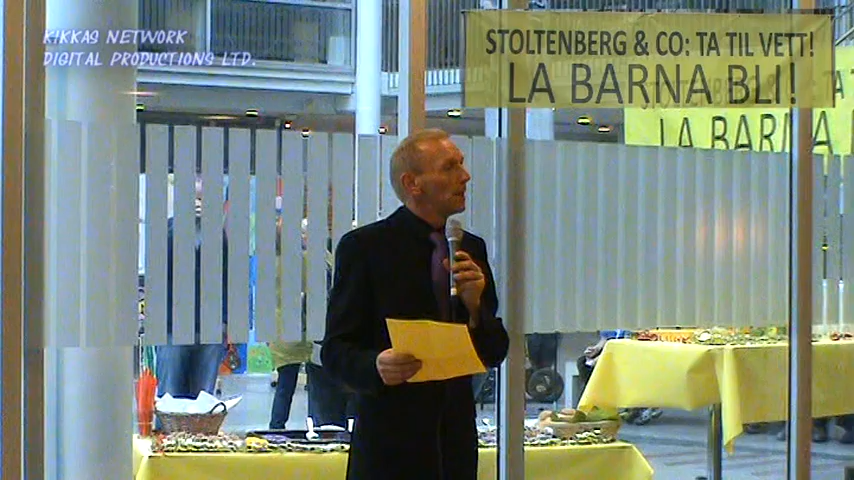 KIKKAS NETWORK
DIGITAL PRODUCTIONS LTD.
STOLTENBERG & CO: TA TIL VETT!
LA BARNA BLI!
LA BARNA